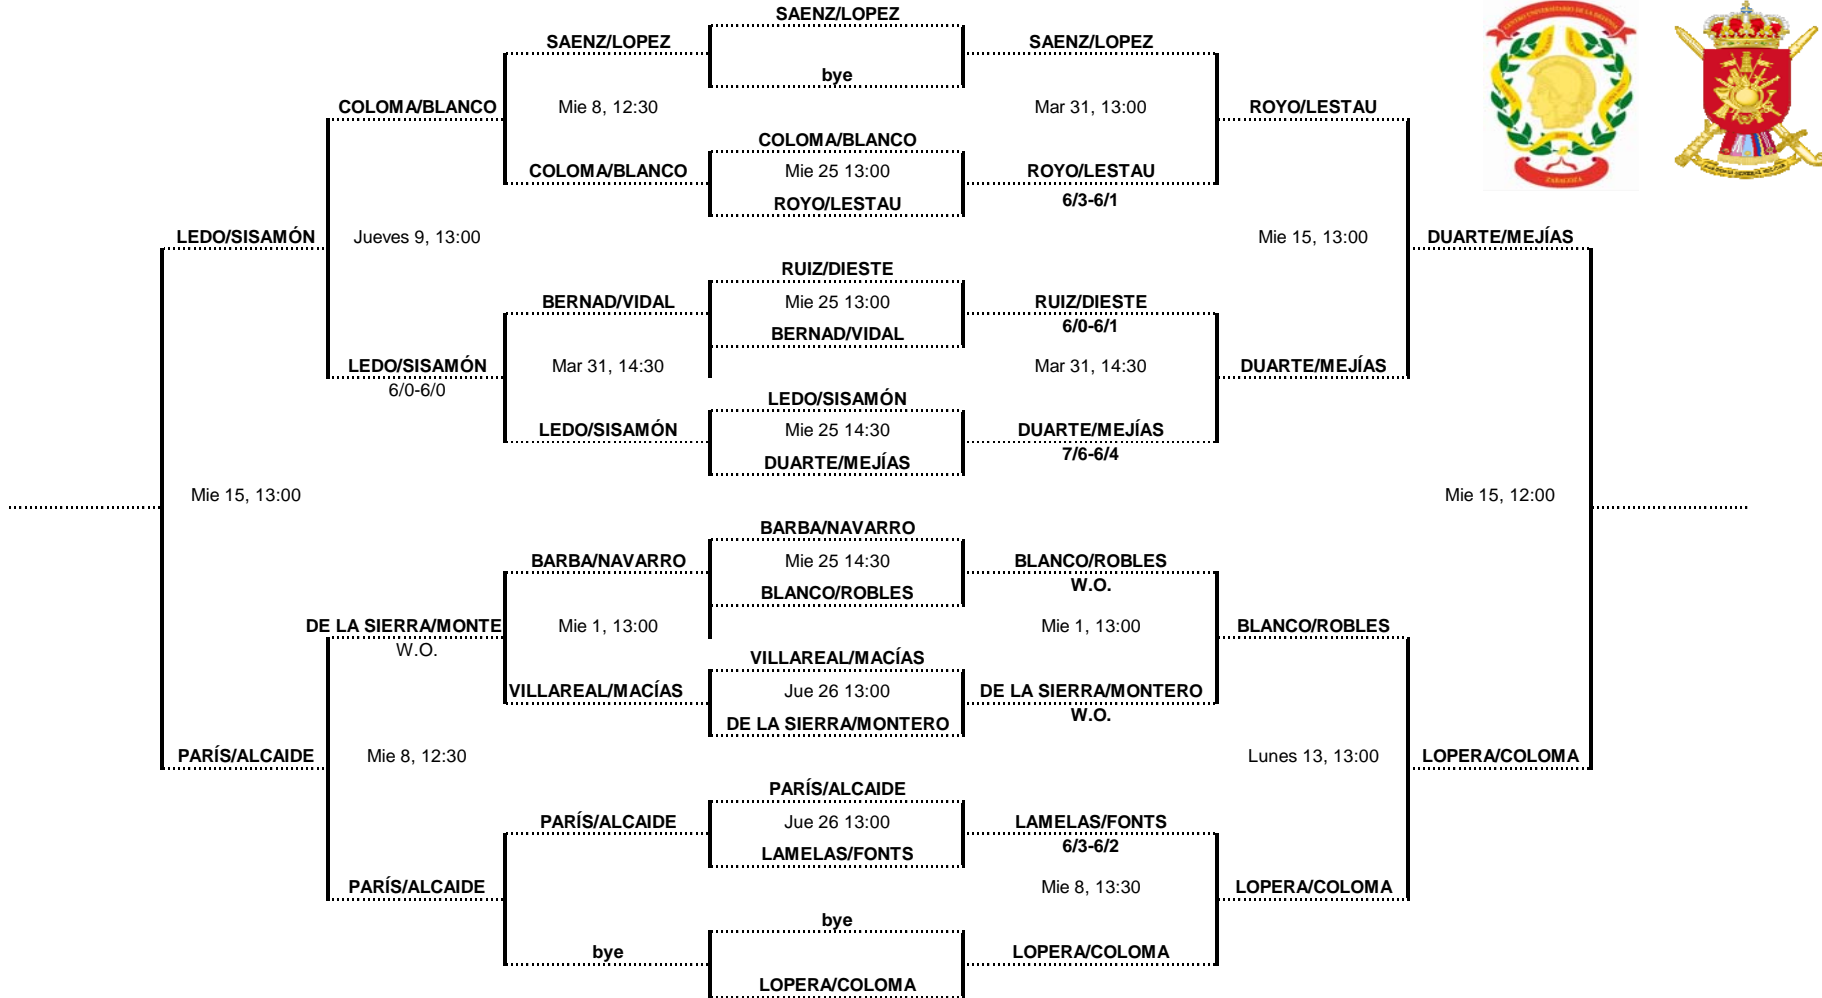 SAENZ/LOPEZ
SAENZ/LOPEZ
SAENZ/LOPEZ
bye
COLOMA/BLANCO
Mie 8, 12:30
Mar 31, 13:00
ROYO/LESTAU
COLOMA/BLANCO
COLOMA/BLANCO
Mie 25 13:00
ROYO/LESTAU
6/3-6/1
ROYO/LESTAU
LEDO/SISAMÓN
Jueves 9, 13:00
Mie 15, 13:00
DUARTE/MEJÍAS
RUIZ/DIESTE
BERNAD/VIDAL
Mie 25 13:00
RUIZ/DIESTE
6/0-6/1
BERNAD/VIDAL
LEDO/SISAMÓN
6/0-6/0
Mar 31, 14:30
Mar 31, 14:30
DUARTE/MEJÍAS
LEDO/SISAMÓN
LEDO/SISAMÓN
Mie 25 14:30
DUARTE/MEJÍAS
7/6-6/4
DUARTE/MEJÍAS
Mie 15, 13:00
Mie 15, 12:00
BARBA/NAVARRO
BARBA/NAVARRO
Mie 25 14:30
BLANCO/ROBLES
W.O.
BLANCO/ROBLES
DE LA SIERRA/MONTE
W.O.
Mie 1, 13:00
Mie 1, 13:00
BLANCO/ROBLES
VILLAREAL/MACÍAS
VILLAREAL/MACÍAS
Jue 26 13:00
DE LA SIERRA/MONTERO
W.O.
DE LA SIERRA/MONTERO
PARÍS/ALCAIDE
Mie 8, 12:30
Lunes 13, 13:00
LOPERA/COLOMA
PARÍS/ALCAIDE
PARÍS/ALCAIDE
Jue 26 13:00
LAMELAS/FONTS
6/3-6/2
LAMELAS/FONTS
PARÍS/ALCAIDE
Mie 8, 13:30
LOPERA/COLOMA
bye
bye
LOPERA/COLOMA
LOPERA/COLOMA
CENTRO UNIVERSITARIO DE LA DEFENSA
ZARAGOZA